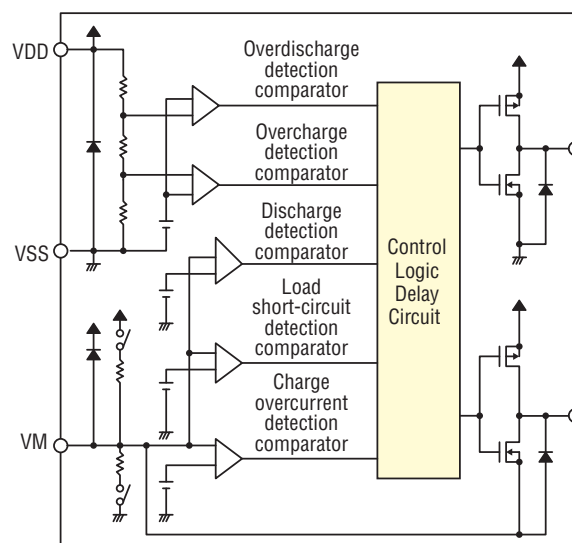 VDD
Overdischarge
detection
comparator
Overcharge
detection
comparator
VSS
Discharge
detection
comparator
Load
short-circuit
detection
comparator
Control
Logic
Delay
Circuit
VM
Charge
overcurrent
detection
comparator